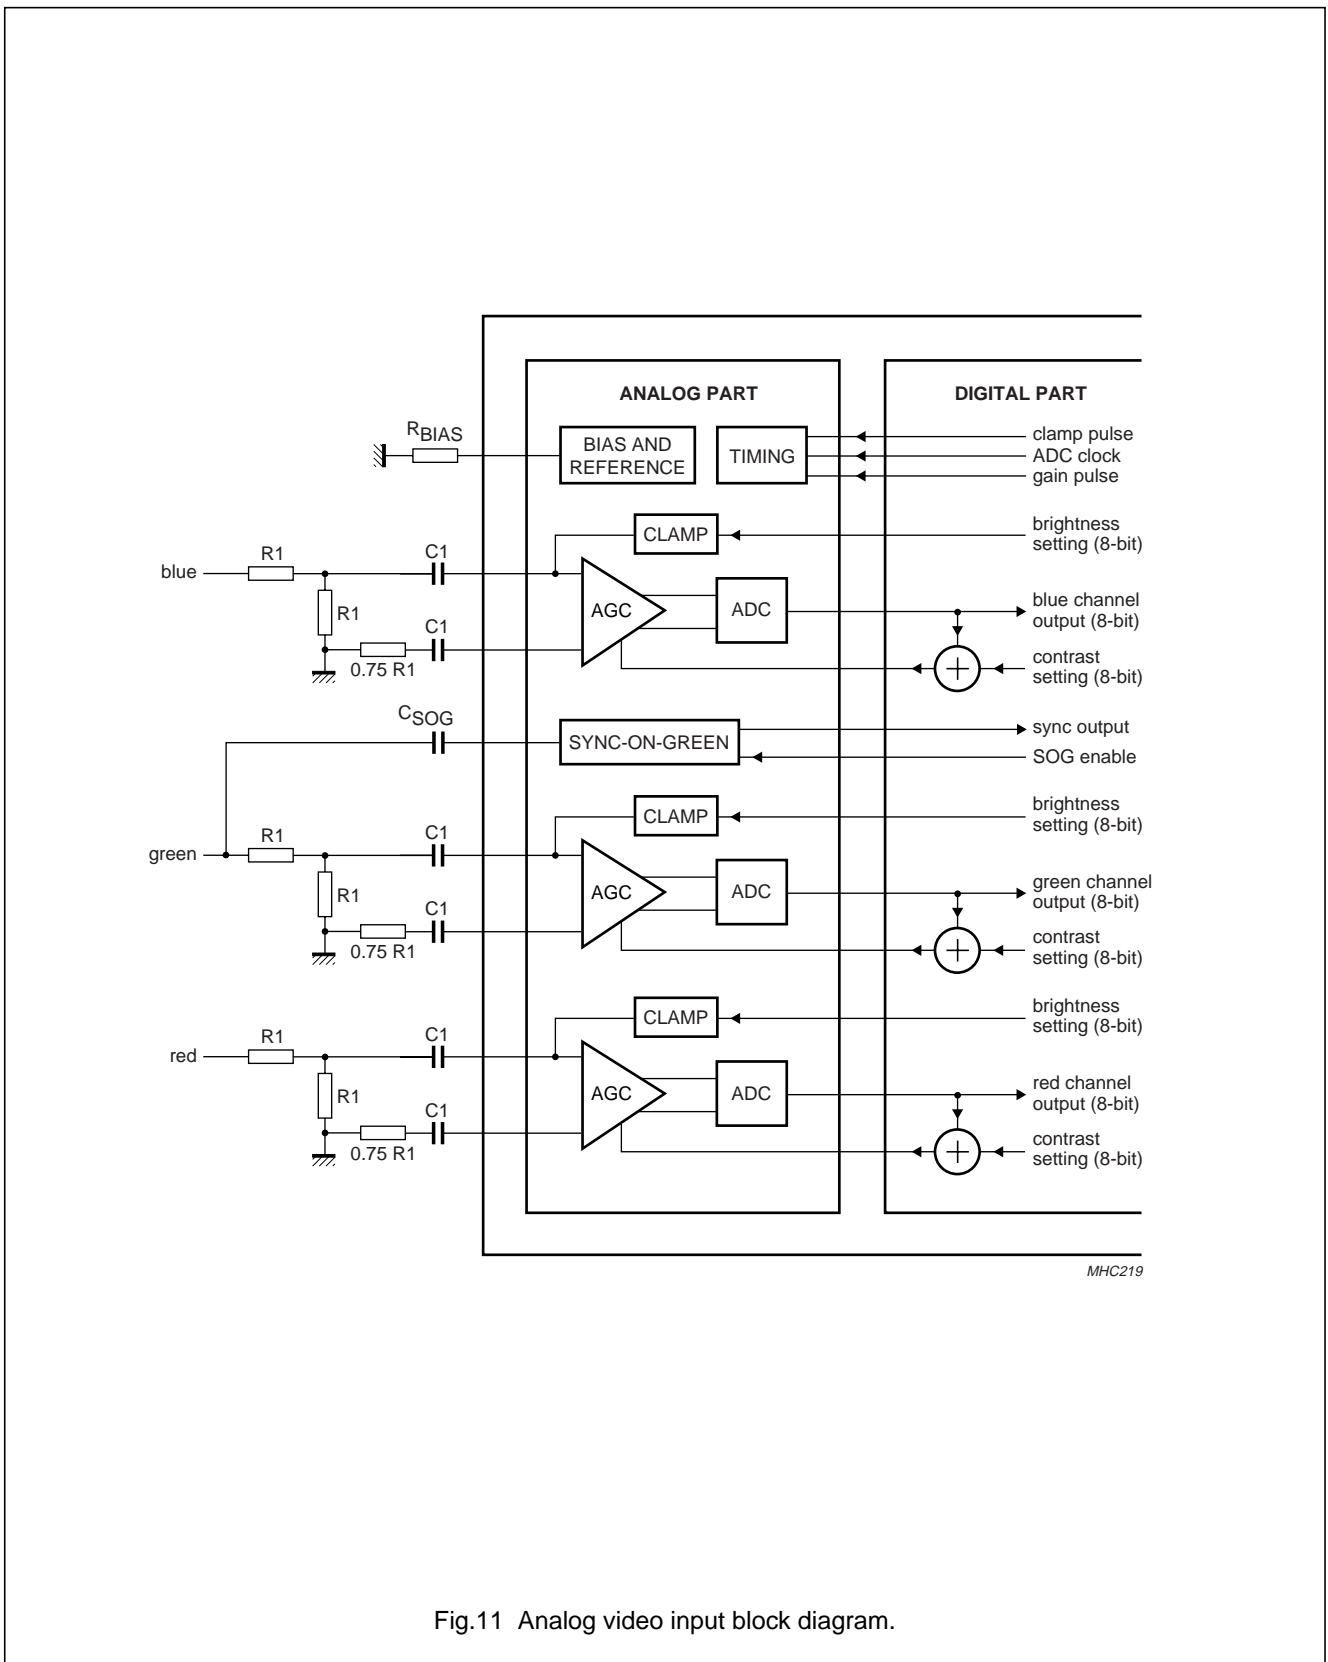 ANALOG PART
DIGITAL PART
RBIAS
BIAS AND
REFERENCE
TIMING
clamp pulse
ADC clock
gain pulse
CLAMP
brightness
setting (8-bit)
blue
R1
C1
R1
C1
0.75 R1
AGC
ADC
blue channel
output (8-bit)
contrast
setting (8-bit)
CSOG
SYNC-ON-GREEN
sync output
SOG enable
CLAMP
brightness
setting (8-bit)
green
R1
C1
R1
C1
0.75 R1
AGC
ADC
green channel
output (8-bit)
contrast
setting (8-bit)
CLAMP
brightness
setting (8-bit)
red
R1
C1
R1
C1
0.75 R1
AGC
ADC
red channel
output (8-bit)
contrast
setting (8-bit)
MHC219
Fig.11 Analog video input block diagram.